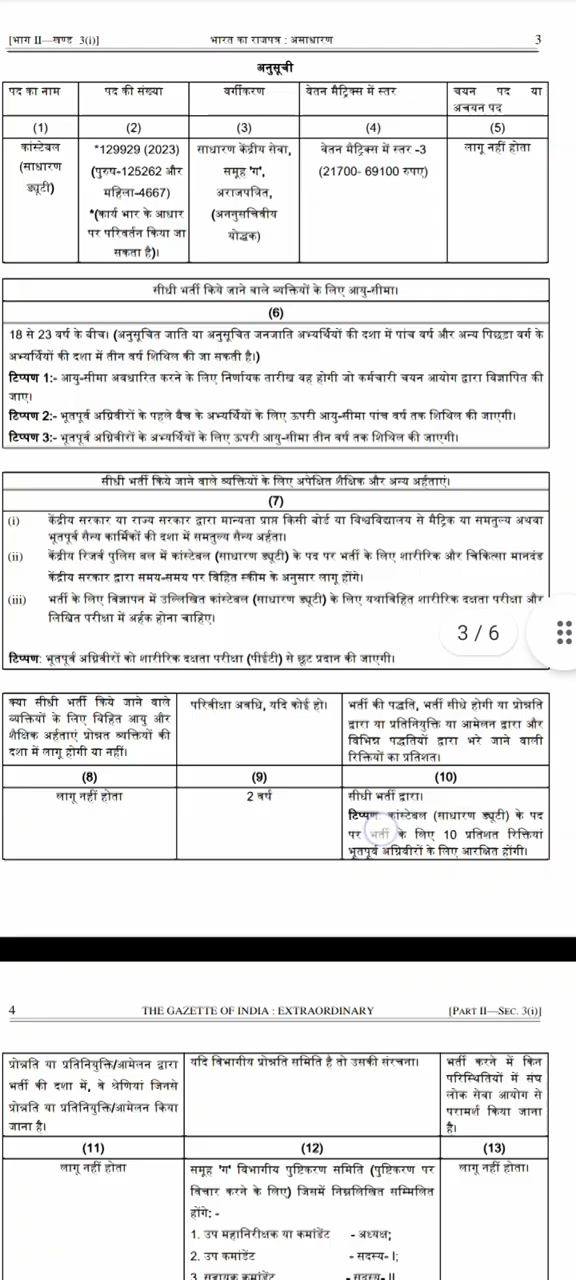 [भाग II—खण्ड 3(i)] भारत का राजपत्र : असाधारण 3
अनुसूची
पद का नाम
पद की संख्या
वर्गीकरण
वेतन मैट्रिक्स में स्तर
चयन पद या
अचयन पद
(1) (2) (3) (4) (5)
कांस्टेबल
(साधारण
ड्यूटी)
*129929 (2023)
(पुरुष-125262 और
महिला-4667)
*(कार्य भार के आधार
पर परिवर्तन किया जा
सकता है)।
साधारण केंद्रीय सेवा,
समूह 'ग',
अराजपत्रित,
(अननुसचिवीय
योद्धक)
वेतन मैट्रिक्स में स्तर -3
(21700- 69100 रुपए)
लागू नहीं होता
सीधी भर्ती किये जाने वाले व्यक्तियों के लिए आयु-सीमा।
(6)
18 से 23 वर्ष के बीच। (अनुसूचित जाति या अनुसूचित जनजाति अभ्यर्थियों की दशा में पांच वर्ष और अन्य पिछड़ा वर्ग के
अभ्यर्थियों की दशा में तीन वर्ष शिथिल की जा सकती है।)
टिप्पण 1:- आयु-सीमा अवधारित करने के लिए निर्णायक तारीख वह होगी जो कर्मचारी चयन आयोग द्वारा विज्ञापित की
जाए।
टिप्पण 2:- भूतपूर्व अग्निवीरों के पहले बैच के अभ्यर्थियों के लिए ऊपरी आयु-सीमा पांच वर्ष तक शिथिल की जाएगी।
टिप्पण 3:- भूतपूर्व अग्निवीरों के अभ्यर्थियों के लिए ऊपरी आयु-सीमा तीन वर्ष तक शिथिल की जाएगी।
सीधी भर्ती किये जाने वाले व्यक्तियों के लिए अपेक्षित शैक्षिक और अन्य अर्हताएं।
(7)
(i) केंद्रीय सरकार या राज्य सरकार द्वारा मान्यता प्राप्त किसी बोर्ड या विश्वविद्यालय से मैट्रिक या समतुल्य अथवा
भूतपूर्व सैन्य कार्मिकों की दशा में समतुल्य सैन्य अर्हता।
(ii) केंद्रीय रिजर्व पुलिस बल में कांस्टेबल (साधारण ड्यूटी) के पद पर भर्ती के लिए शारीरिक और चिकित्सा मानदंड
केंद्रीय सरकार द्वारा समय-समय पर विहित स्कीम के अनुसार लागू होंगे।
(iii) भर्ती के लिए विज्ञापन में उल्लिखित कांस्टेबल (साधारण ड्यूटी) के लिए यथाविहित शारीरिक दक्षता परीक्षा और
लिखित परीक्षा में अर्हक होना चाहिए।
3 / 6
टिप्पण: भूतपूर्व अग्निवीरों को शारीरिक दक्षता परीक्षा (पीईटी) से छूट प्रदान की जाएगी।
क्या सीधी भर्ती किये जाने वाले
व्यक्तियों के लिए विहित आयु और
शैक्षिक अर्हताएं प्रोन्नत व्यक्तियों की
दशा में लागू होंगी या नहीं।
परिवीक्षा अवधि, यदि कोई हो।
भर्ती की पद्धति, भर्ती सीधे होगी या प्रोन्नति
द्वारा या प्रतिनियुक्ति या आमेलन द्वारा और
विभिन्न पद्धतियों द्वारा भरे जाने वाली
रिक्तियों का प्रतिशत।
(8) (9) (10)
लागू नहीं होता
2 वर्ष
सीधी भर्ती द्वारा।
टिप्पण: कांस्टेबल (साधारण ड्यूटी) के पद
पर भर्ती के लिए 10 प्रतिशत रिक्तियां
भूतपूर्व अग्निवीरों के लिए आरक्षित होंगी।
4 THE GAZETTE OF INDIA : EXTRAORDINARY [PART II—SEC. 3(i)]
प्रोन्नति या प्रतिनियुक्ति/आमेलन द्वारा
भर्ती की दशा में, वे श्रेणियां जिनसे
प्रोन्नति या प्रतिनियुक्ति/आमेलन किया
जाना है।
यदि विभागीय प्रोन्नति समिति है तो उसकी संरचना।
भर्ती करने में किन
परिस्थितियों में संघ
लोक सेवा आयोग से
परामर्श किया जाना
है।
(11) (12) (13)
लागू नहीं होता
समूह 'ग' विभागीय पुष्टिकरण समिति (पुष्टिकरण पर
विचार करने के लिए) जिसमें निम्नलिखित सम्मिलित
होंगे: -
1. उप महानिरीक्षक या कमांडेंट - अध्यक्ष;
2. उप कमांडेंट - सदस्य- I;
3. सहायक कमांडेंट - सदस्य- II
लागू नहीं होता।